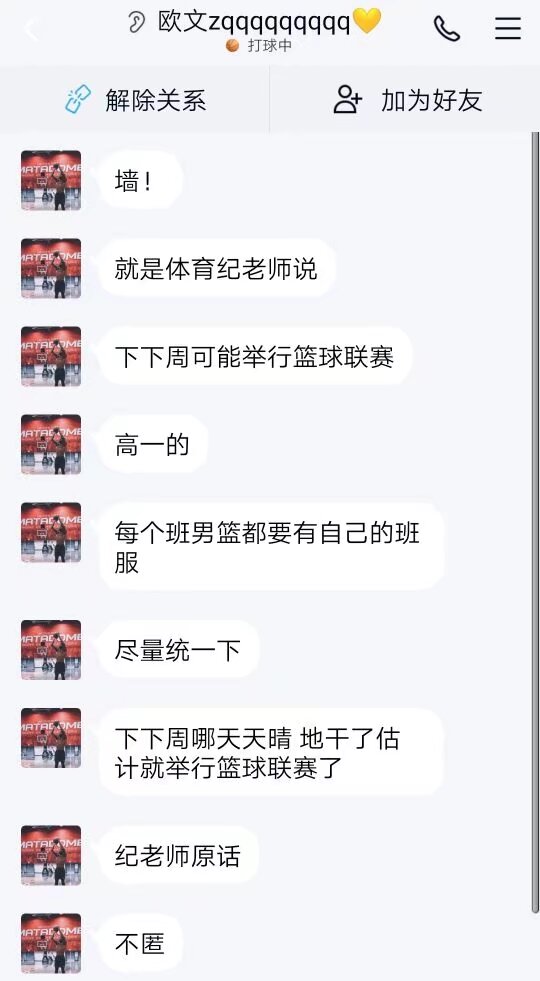 欧文zqqqqqqqqq💛
🏀 打球中
解除关系
加为好友
墙！
就是体育纪老师说
下下周可能举行篮球联赛
高一的
每个班男篮都要有自己的班
服
尽量统一下
下下周哪天天晴 地干了估
计就举行篮球联赛了
纪老师原话
不匿